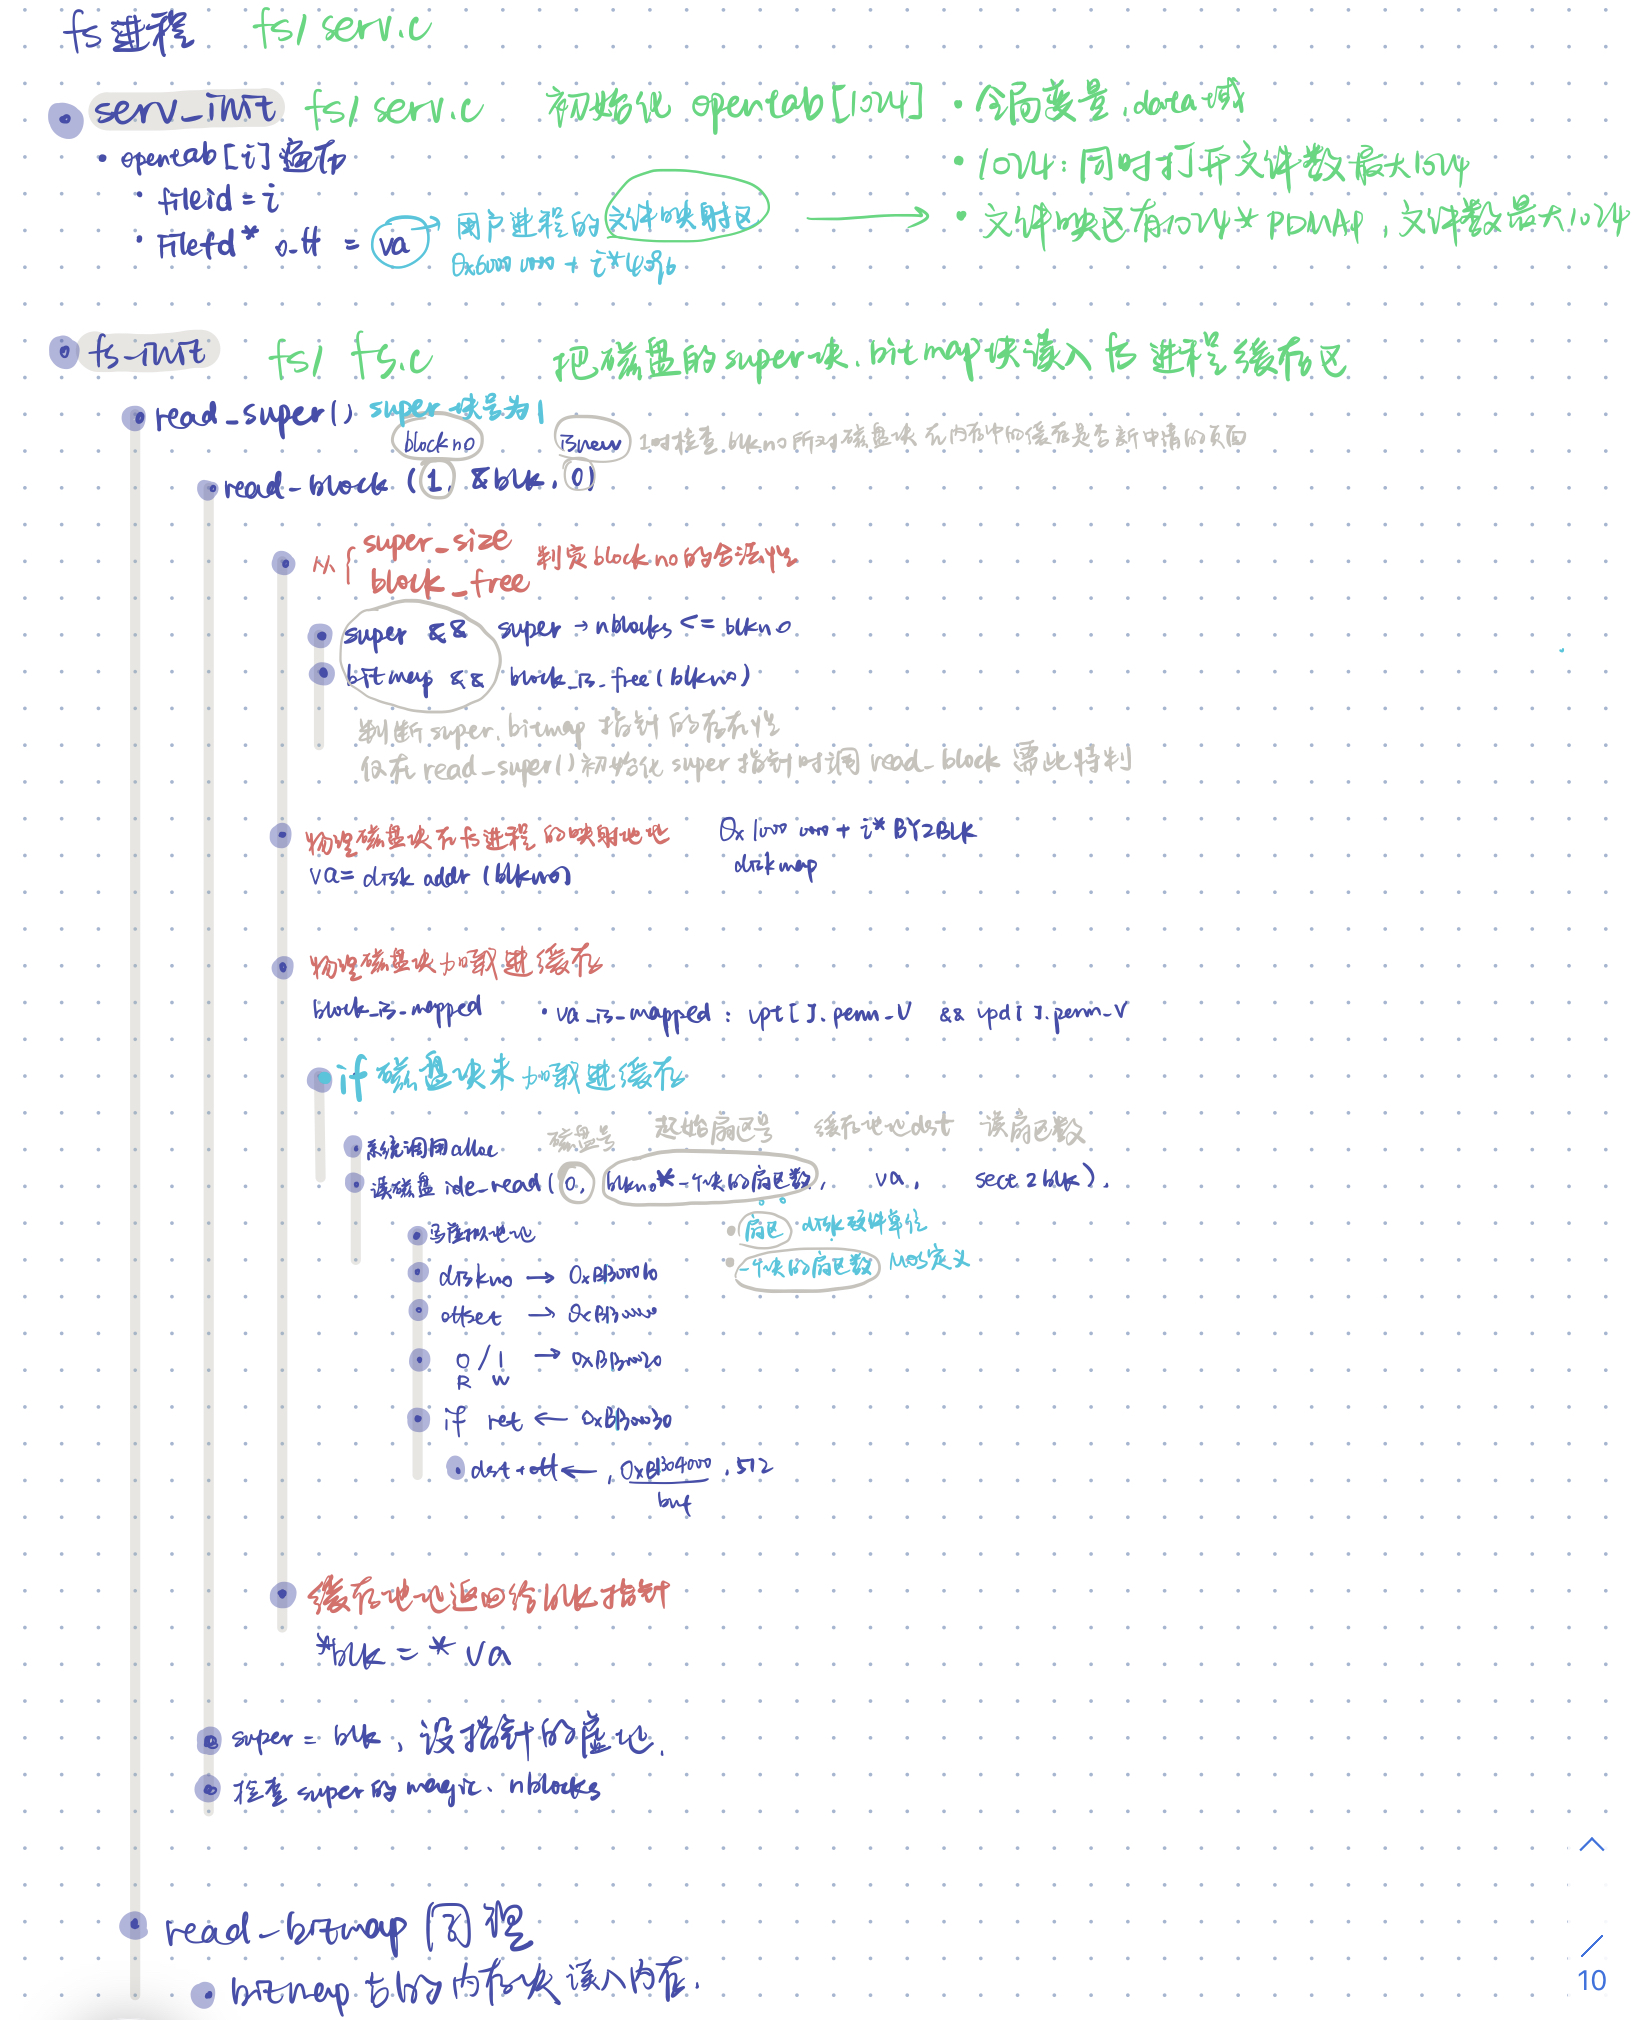 fs进程 fs/serv.c
serv_init fs/serv.c 初始化 opentab[1024] · 全局变量 .data域
· opentab[i] 遍历 · 1024: 同时打开文件数最大1024
· fileid = i
· Filefd* o_ff = va → 用户进程的文件映射区 → · 文件映区有1024*PDMAP, 文件数最大1024
0x6000 0000 + i*4096
fs_init fs/fs.c 把磁盘的super块、bitmap块读入 fs 进程缓存区
read_super() super块号为1
blockno isnew 1时检查 blkno 所对磁盘块在内存中的缓存是否新申请的页面
read_block (1, &blk, 0)
从 { super_size
block_free 判定blockno的合法性
super && super→nblocks <= blkno
bitmap && block_is_free(blkno)
判断super、bitmap 指针的存在性
仅在read_super()初始化super指针时调read_block 需此特判
物理磁盘块在fs进程的映射地址 0x1000 0000 + i* BY2BLK
va = diskaddr (blkno) diskmap
物理磁盘块加载进缓存
block_is_mapped · va_is_mapped: vpt[ ].perm_V && vpd[ ].perm_V
if 磁盘块未加载进缓存
磁盘号 起始扇区号 缓存地址dst 读扇区数
系统调用alloc
读磁盘 ide_read(0, blkno*一个块的扇区数, va, sect2blk).
写虚拟地址 · 扇区 disk硬件单位
diskno → 0xB3000010 · 一个块的扇区数 MOS定义
offset → 0xB3000000
0/1 → 0xB3000020
R W
if ret ← 0xB3000030
dst+off ← , 0xB3004000, 512
buf
缓存地址返回给blk指针
*blk = * va
super = blk, 设指针的虚地.
检查super的magic、nblocks
read_bitmap 同理
bitmap 占的内存块读入内存.
10